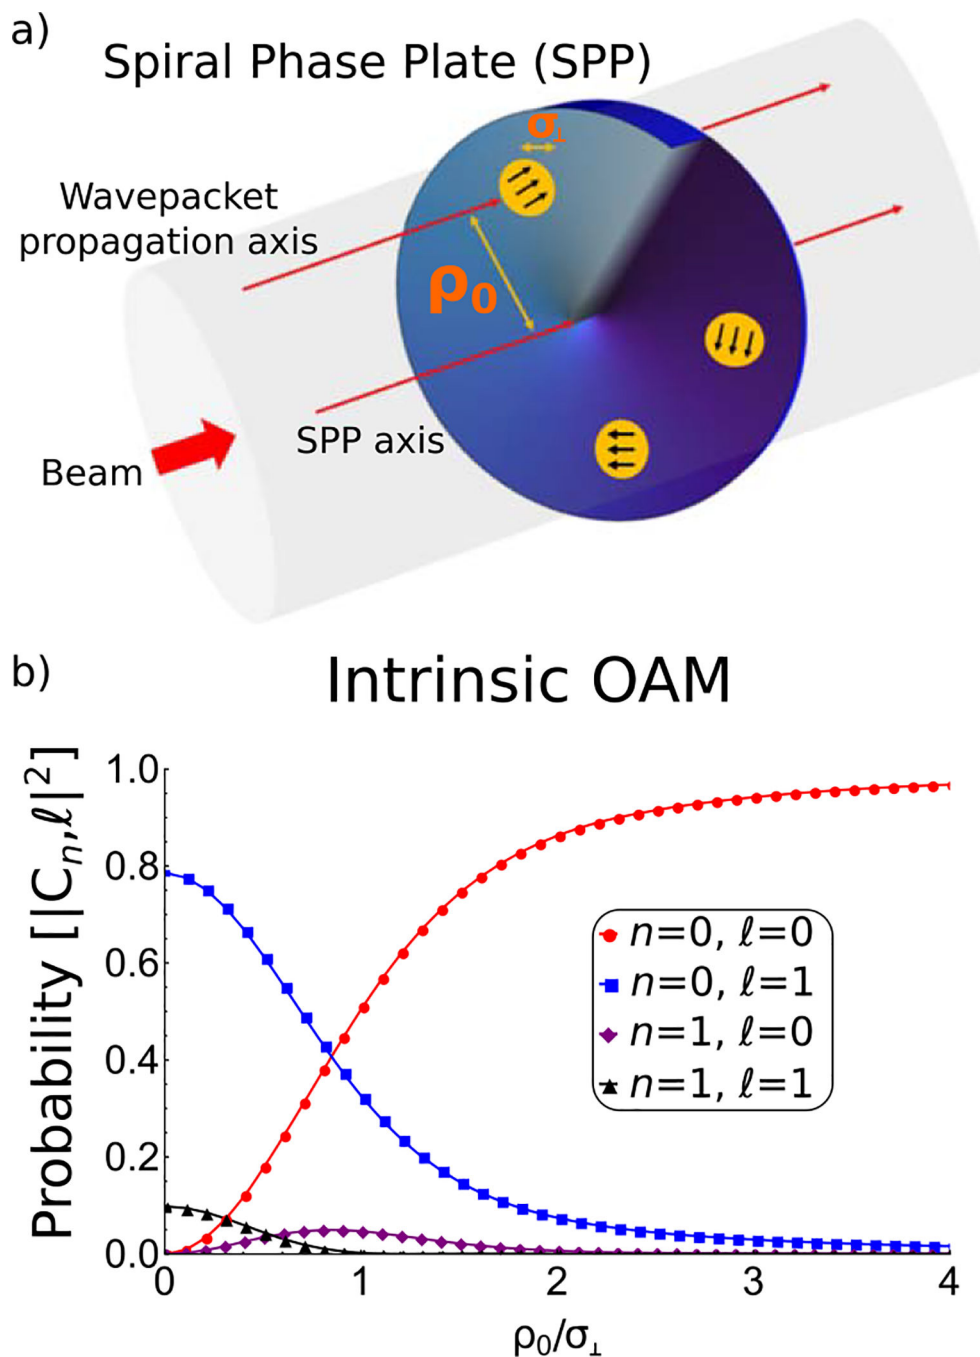 a)
Spiral Phase Plate (SPP)
σ⊥
Wavepacket
propagation axis
ρ₀
SPP axis
Beam
b)
Intrinsic OAM
Probability [|Cₙ,ℓ|²]
1.0
0.8
0.6
0.4
0.2
0.0
n=0, ℓ=0
n=0, ℓ=1
n=1, ℓ=0
n=1, ℓ=1
0 1 2 3 4
ρ₀/σ⊥